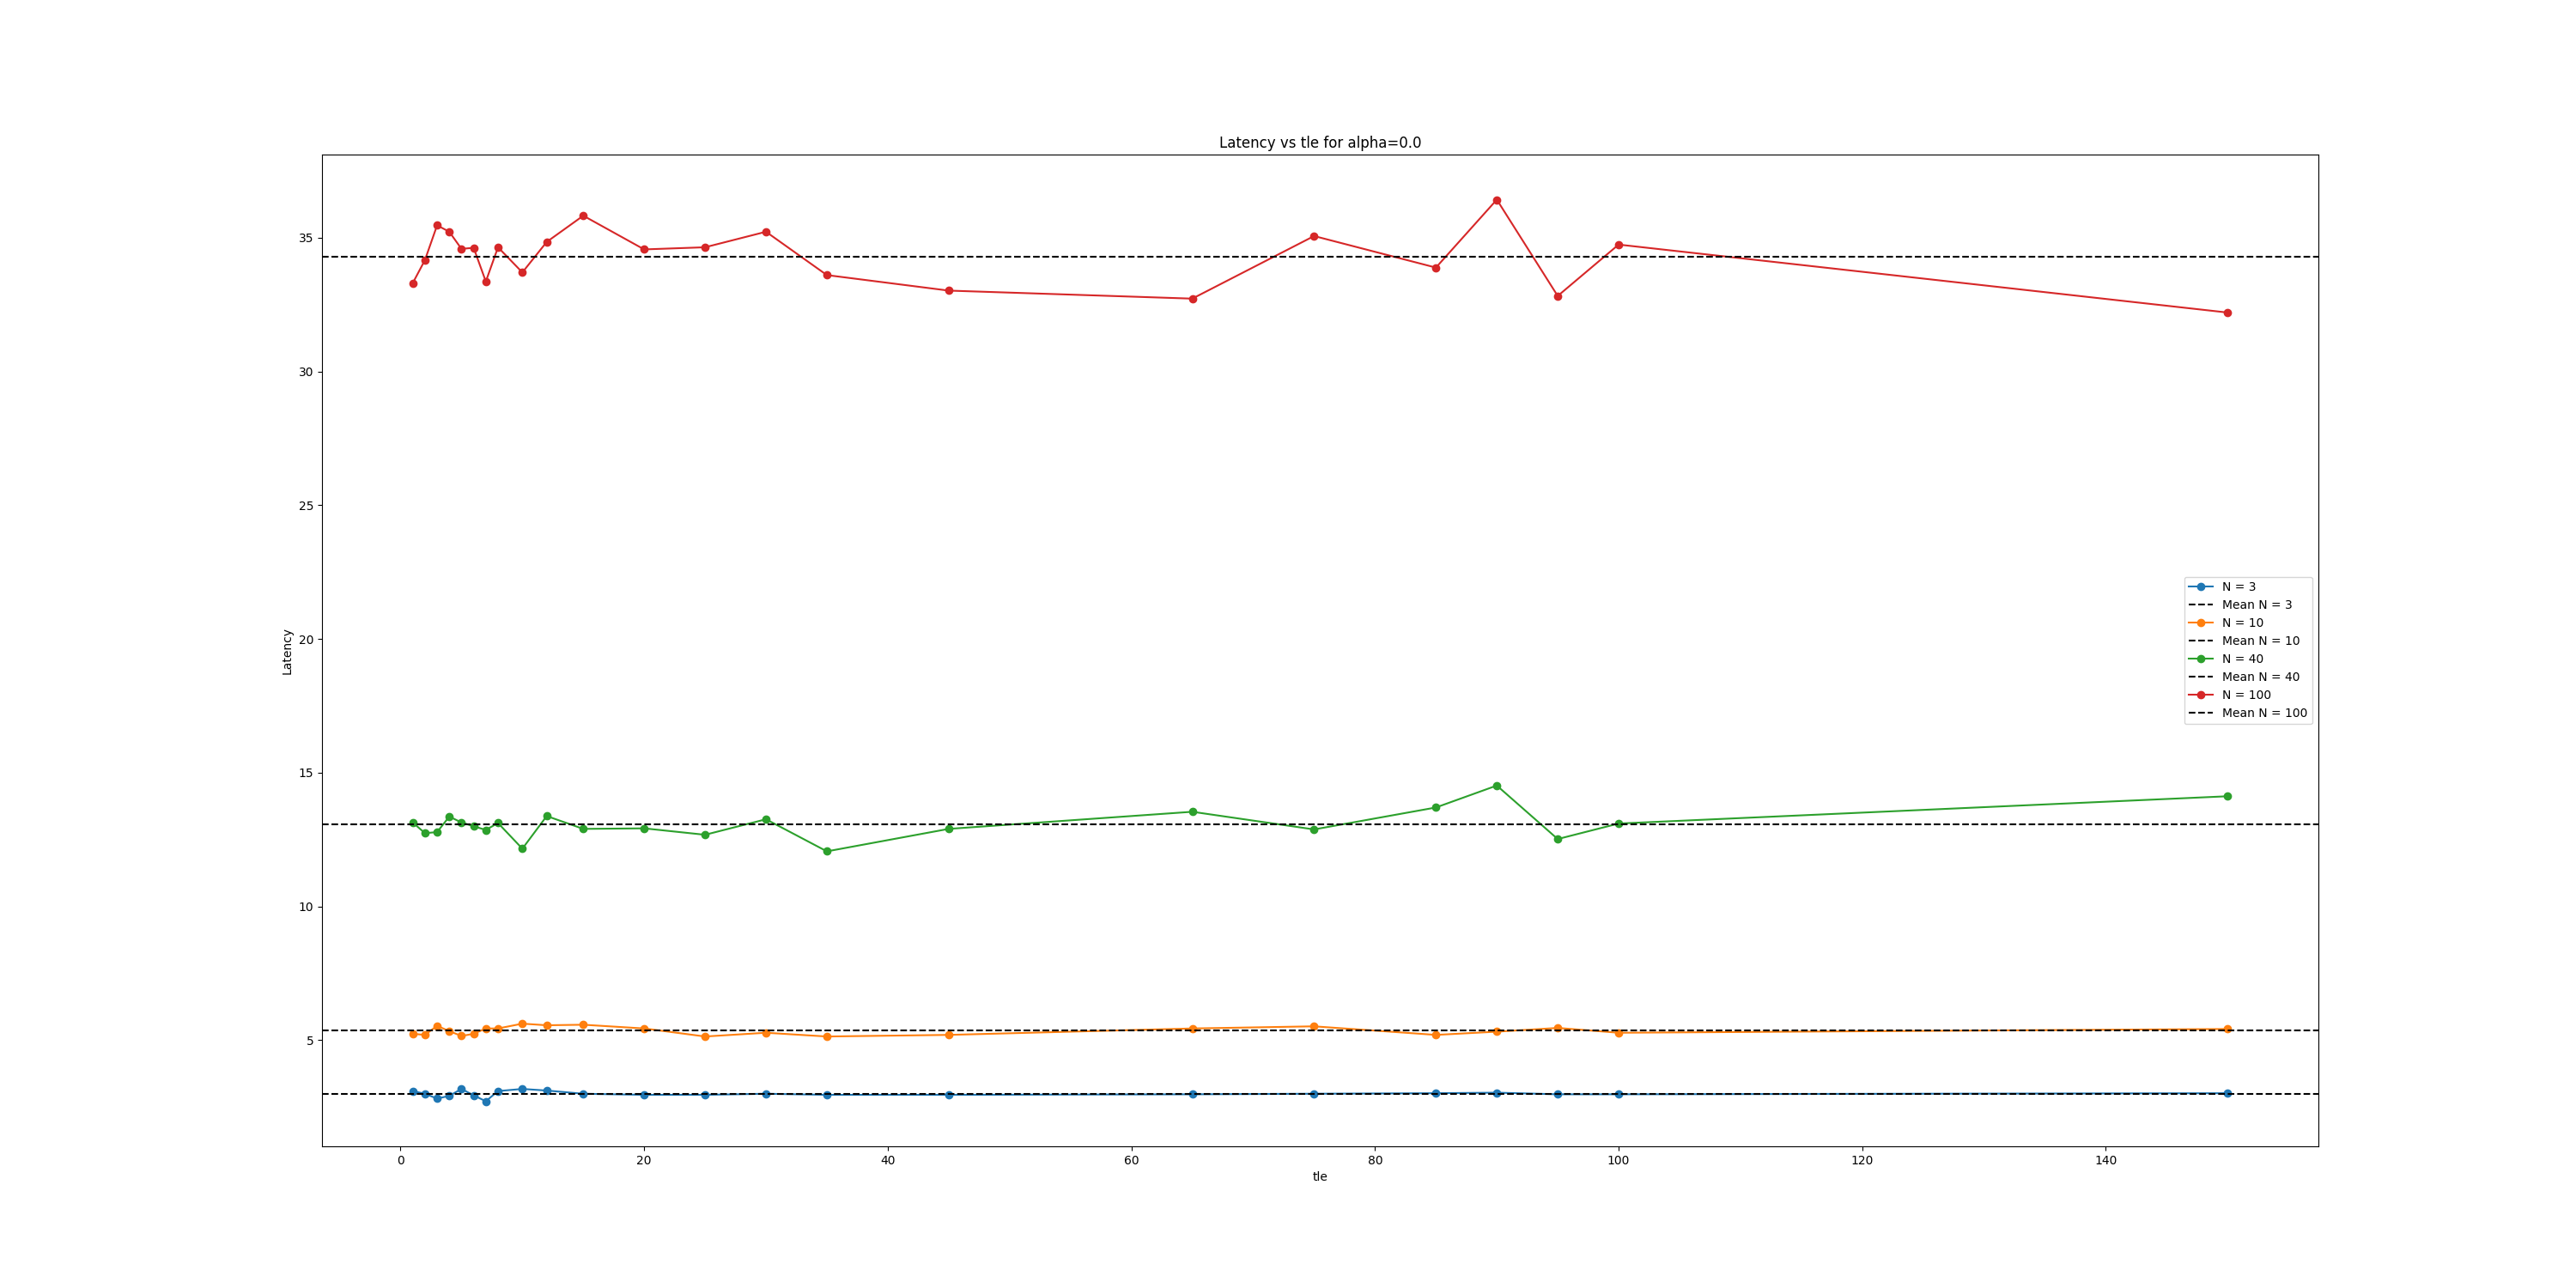 Latency vs tle for alpha=0.0
35
30
25
20
15
10
5
Latency
N = 3
Mean N = 3
N = 10
Mean N = 10
N = 40
Mean N = 40
N = 100
Mean N = 100
0 20 40 60 80 100 120 140
tle